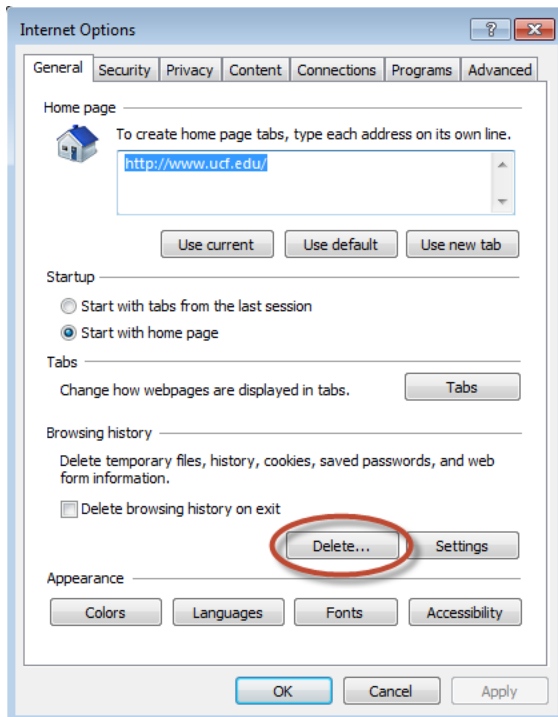 Internet Options
General Security Privacy Content Connections Programs Advanced
Home page
To create home page tabs, type each address on its own line.
http://www.ucf.edu/
Use current Use default Use new tab
Startup
Start with tabs from the last session
Start with home page
Tabs
Change how webpages are displayed in tabs. Tabs
Browsing history
Delete temporary files, history, cookies, saved passwords, and web
form information.
Delete browsing history on exit
Delete... Settings
Appearance
Colors Languages Fonts Accessibility
OK Cancel Apply